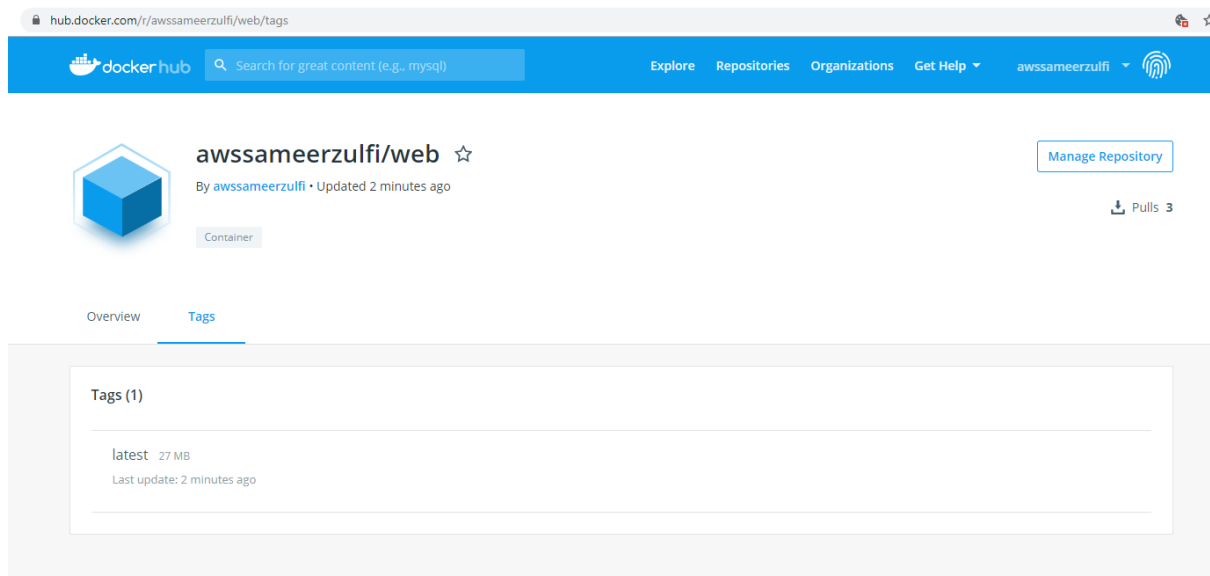 hub.docker.com/r/awssameerzulfi/web/tags
dockerhub Search for great content (e.g., mysql) Explore Repositories Organizations Get Help awssameerzulfi
awssameerzulfi/web
By awssameerzulfi • Updated 2 minutes ago
Manage Repository
Pulls 3
Container
Overview Tags
Tags (1)
latest 27 MB
Last update: 2 minutes ago